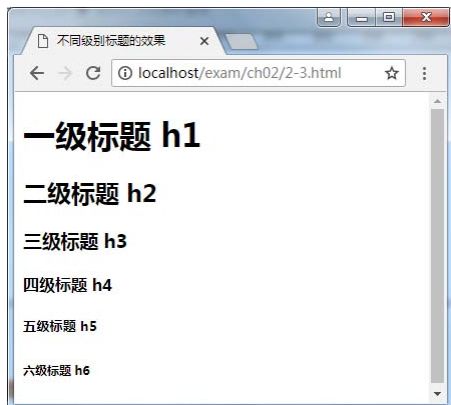 不同级别标题的效果
localhost/exam/ch02/2-3.html
一级标题 h1
二级标题 h2
三级标题 h3
四级标题 h4
五级标题 h5
六级标题 h6